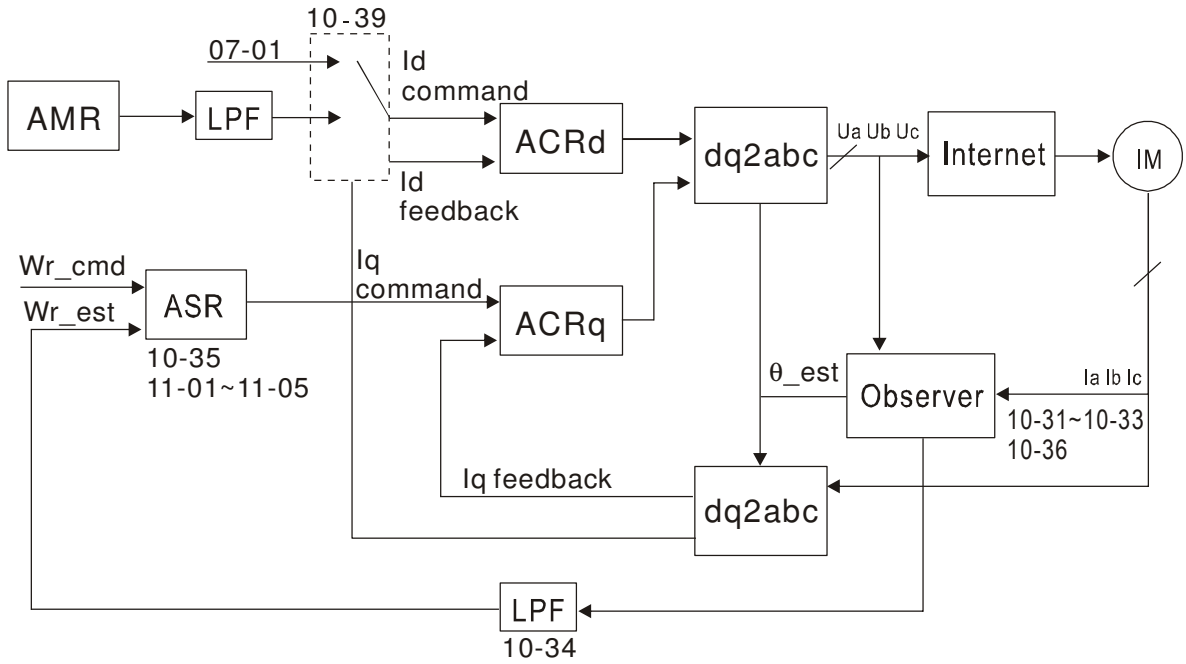 10-39
07-01
AMR
LPF
Id
command
Id
feedback
ACRd
dq2abc
Ua Ub Uc
Internet
IM
Wr_cmd
Wr_est
ASR
10-35
11-01~11-05
Iq
command
ACRq
θ_est
Observer
Ia Ib Ic
10-31~10-33
10-36
Iq feedback
dq2abc
LPF
10-34